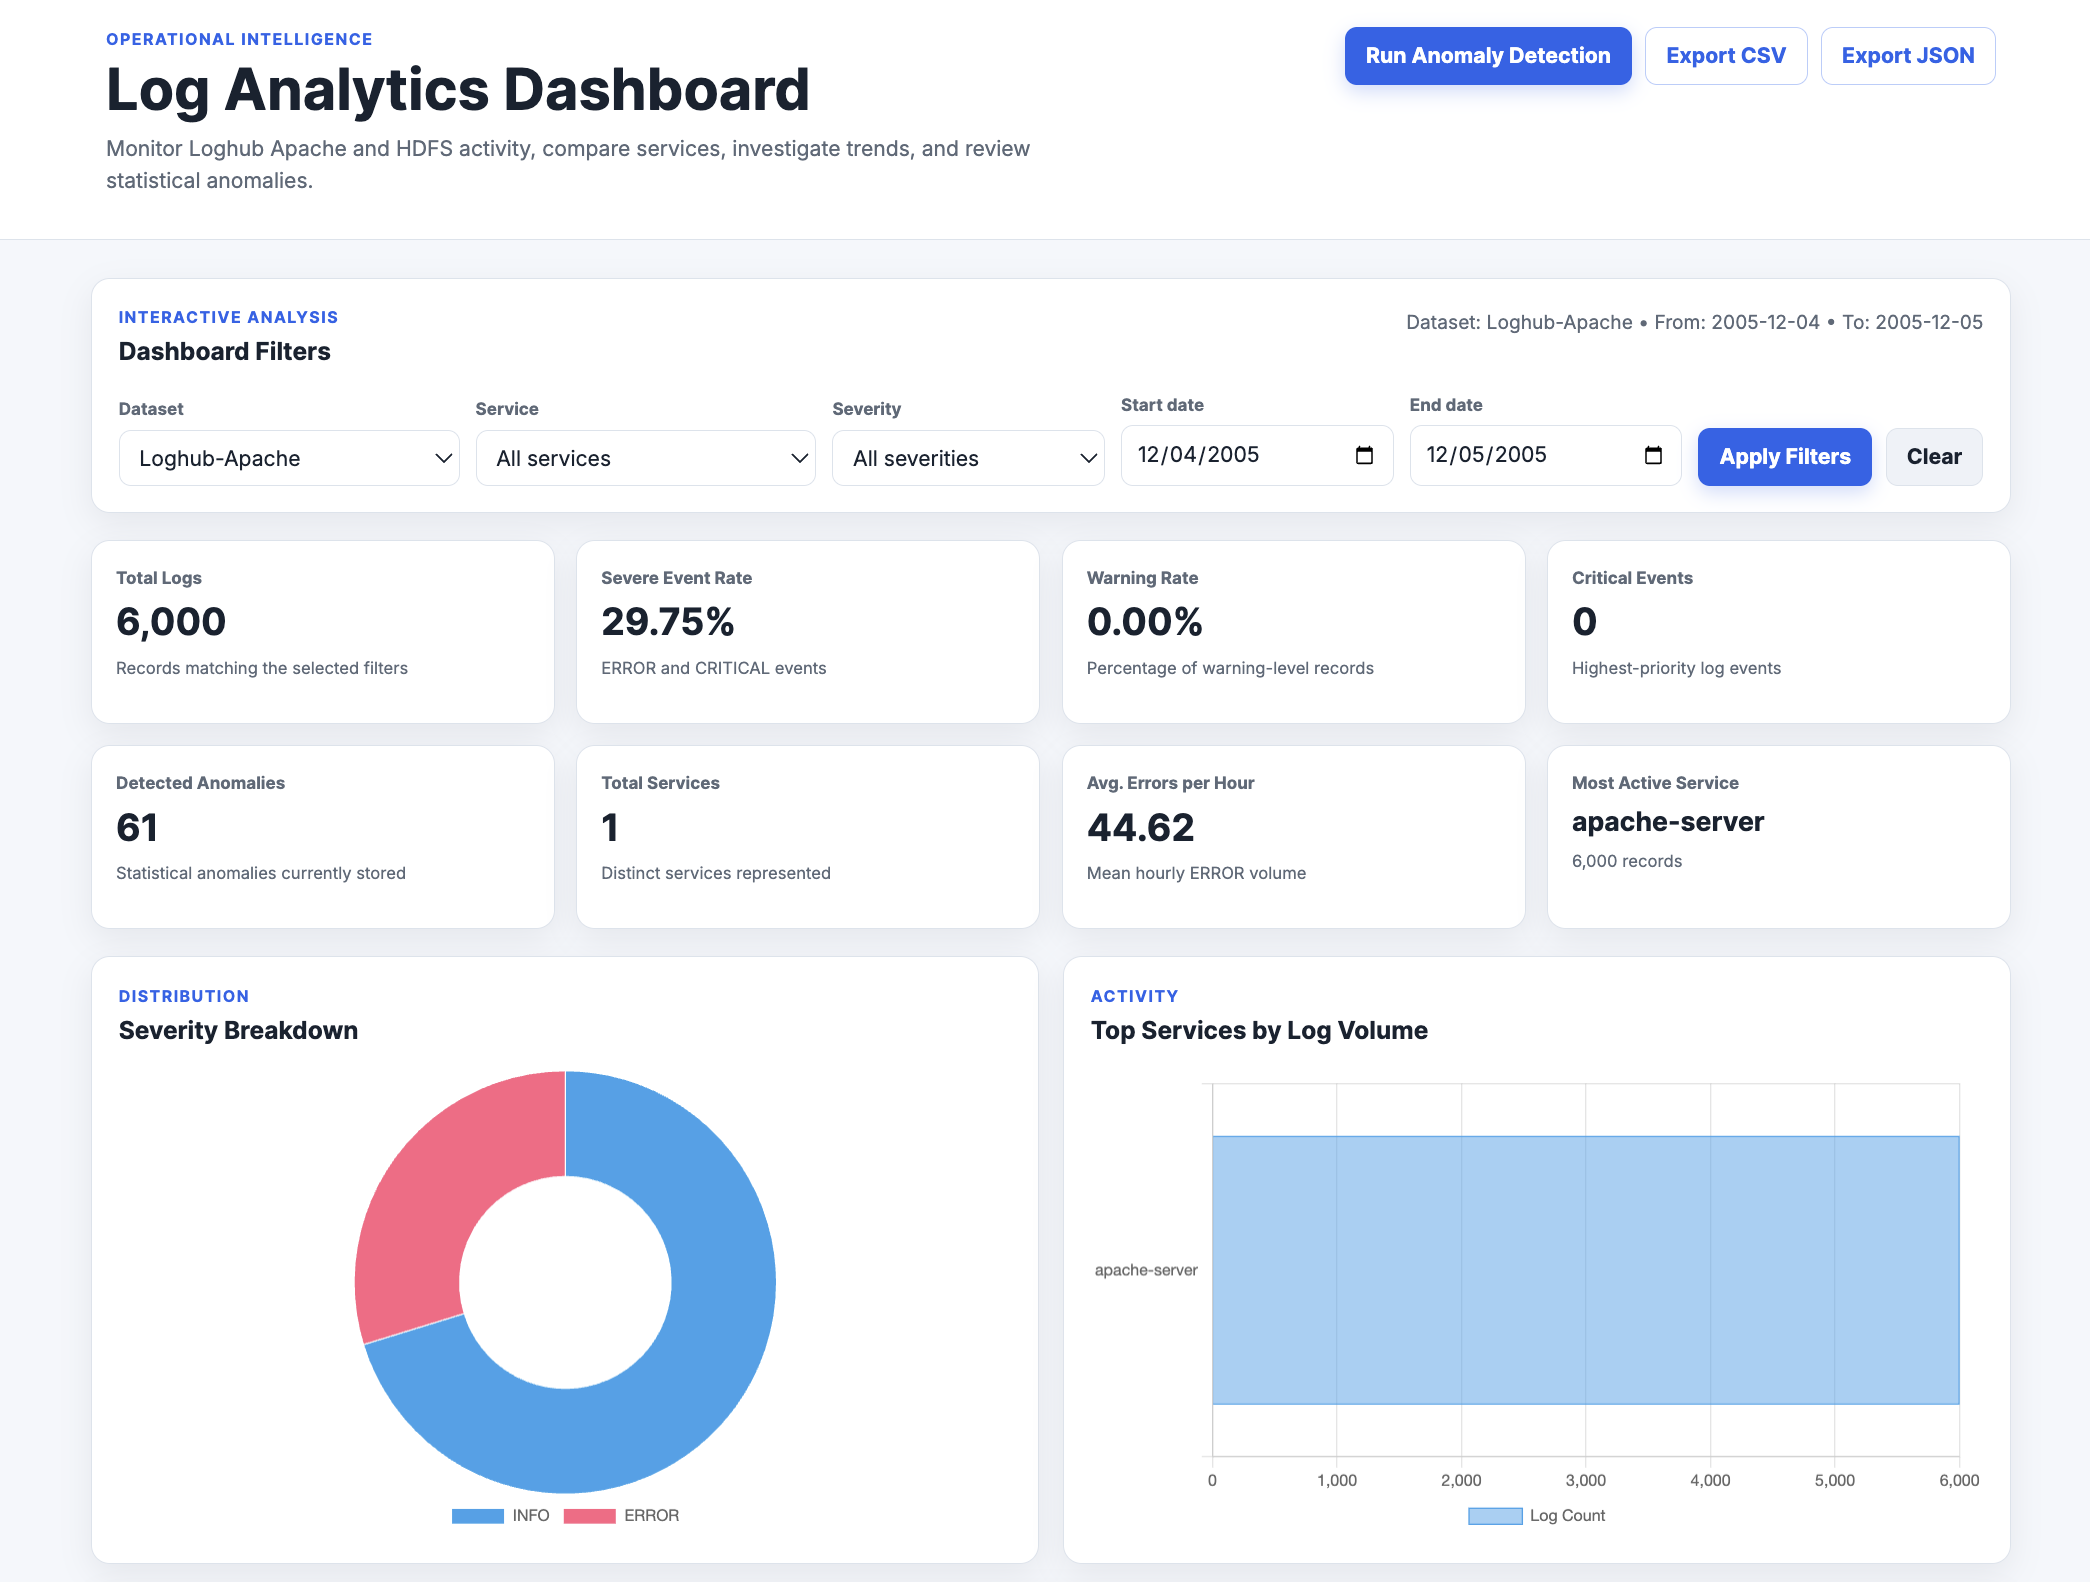 OPERATIONAL INTELLIGENCE
Log Analytics Dashboard
Monitor Loghub Apache and HDFS activity, compare services, investigate trends, and review
statistical anomalies.
Run Anomaly Detection
Export CSV
Export JSON
INTERACTIVE ANALYSIS
Dashboard Filters
Dataset: Loghub-Apache • From: 2005-12-04 • To: 2005-12-05
Dataset
Loghub-Apache
Service
All services
Severity
All severities
Start date
12/04/2005
End date
12/05/2005
Apply Filters
Clear
Total Logs
6,000
Records matching the selected filters
Severe Event Rate
29.75%
ERROR and CRITICAL events
Warning Rate
0.00%
Percentage of warning-level records
Critical Events
0
Highest-priority log events
Detected Anomalies
61
Statistical anomalies currently stored
Total Services
1
Distinct services represented
Avg. Errors per Hour
44.62
Mean hourly ERROR volume
Most Active Service
apache-server
6,000 records
DISTRIBUTION
Severity Breakdown
INFO ERROR
ACTIVITY
Top Services by Log Volume
apache-server
0 1,000 2,000 3,000 4,000 5,000 6,000
Log Count